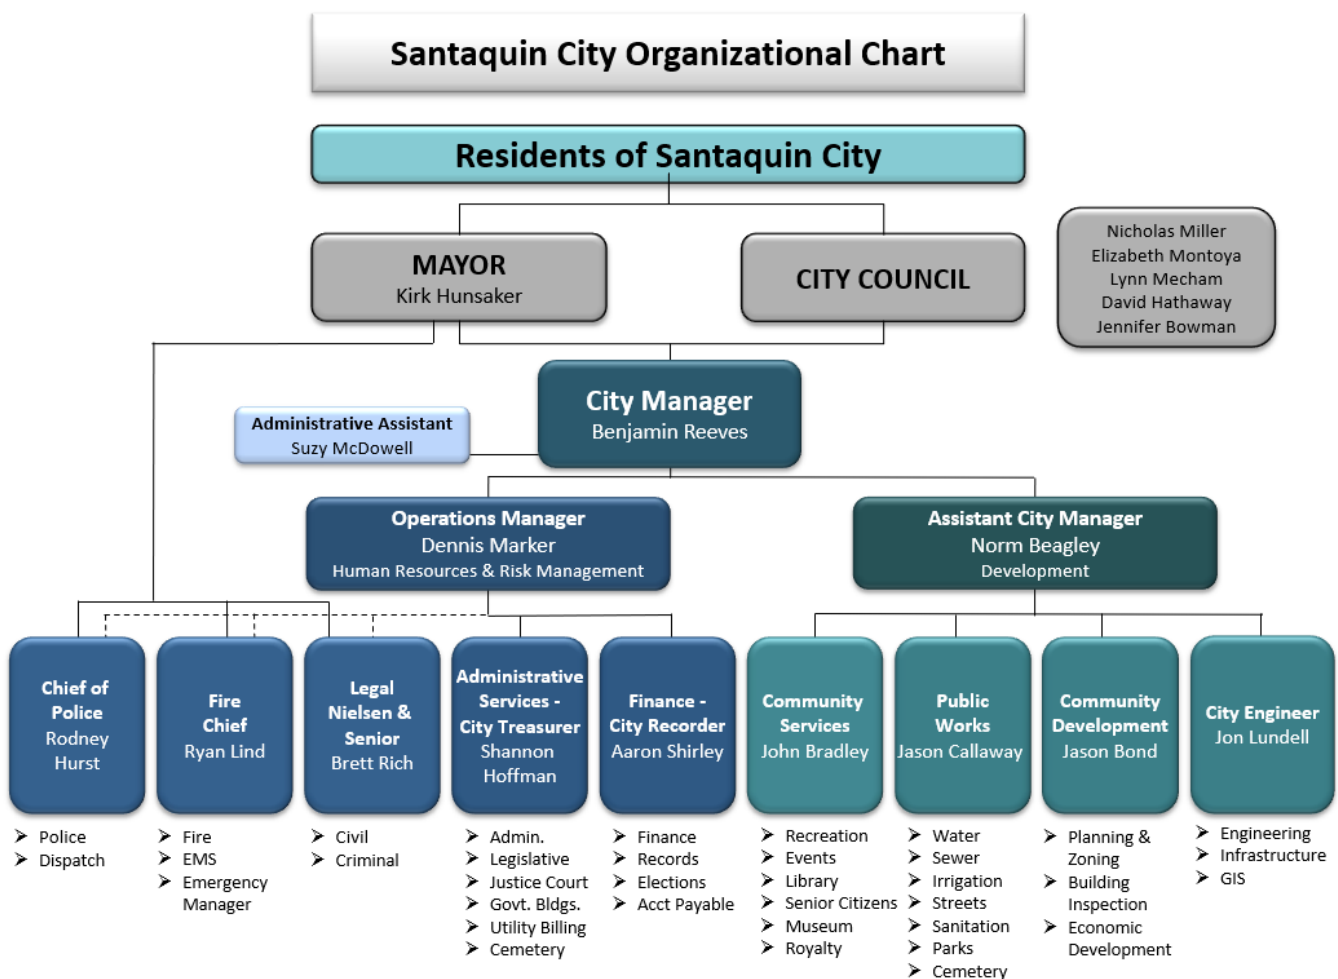 Santaquin City Organizational Chart
Residents of Santaquin City
MAYOR
Kirk Hunsaker
CITY COUNCIL
Nicholas Miller
Elizabeth Montoya
Lynn Mecham
David Hathaway
Jennifer Bowman
City Manager
Benjamin Reeves
Administrative Assistant
Suzy McDowell
Operations Manager
Dennis Marker
Human Resources & Risk Management
Assistant City Manager
Norm Beagley
Development
Chief of
Police
Rodney
Hurst
Police
Dispatch
Fire
Chief
Ryan Lind
Fire
EMS
Emergency
Manager
Legal
Nielsen &
Senior
Brett Rich
Civil
Criminal
Administrative
Services -
City Treasurer
Shannon
Hoffman
Admin.
Legislative
Justice Court
Govt. Bldgs.
Utility Billing
Cemetery
Finance -
City Recorder
Aaron Shirley
Finance
Records
Elections
Acct Payable
Community
Services
John Bradley
Recreation
Events
Library
Senior Citizens
Museum
Royalty
Public
Works
Jason Callaway
Water
Sewer
Irrigation
Streets
Sanitation
Parks
Cemetery
Community
Development
Jason Bond
Planning &
Zoning
Building
Inspection
Economic
Development
City Engineer
Jon Lundell
Engineering
Infrastructure
GIS